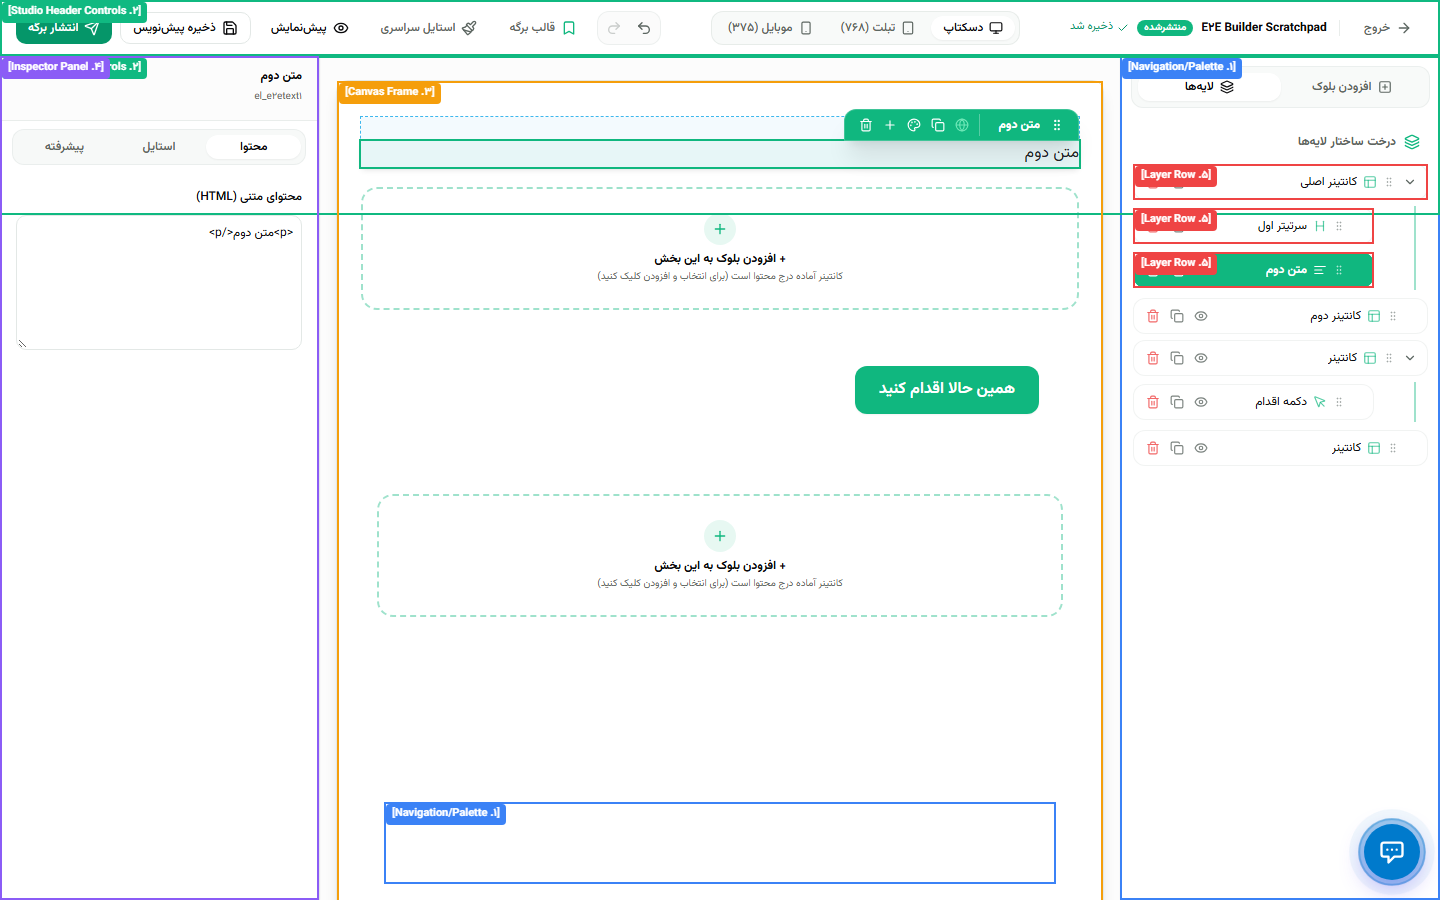 خروج
E2E Builder Scratchpad
منتشرشده
ذخیره شد
دسکتاپ
تبلت (۷۶۸)
موبایل (۳۷۵)
قالب برگه
استایل سراسری
پیش‌نمایش
ذخیره پیش‌نویس
انتشار برگه
[Studio Header Controls .۲]
[Navigation/Palette .۱]
افزودن بلوک
لایه‌ها
درخت ساختار لایه‌ها
[Layer Row .۵]
کانتینر اصلی
[Layer Row .۵]
سرتیتر اول
[Layer Row .۵]
متن دوم
کانتینر دوم
کانتینر
دکمه اقدام
کانتینر
[Canvas Frame .۳]
متن دوم
متن دوم
+ افزودن بلوک به این بخش
کانتینر آماده درج محتوا است (برای انتخاب و افزودن کلیک کنید)
همین حالا اقدام کنید
+ افزودن بلوک به این بخش
کانتینر آماده درج محتوا است (برای انتخاب و افزودن کلیک کنید)
[Navigation/Palette .۱]
[Inspector Panel .۴]
ols .۲]
متن دوم
el_e2etext1
محتوا
استایل
پیشرفته
محتوای متنی (HTML)
<p>متن دوم</p>